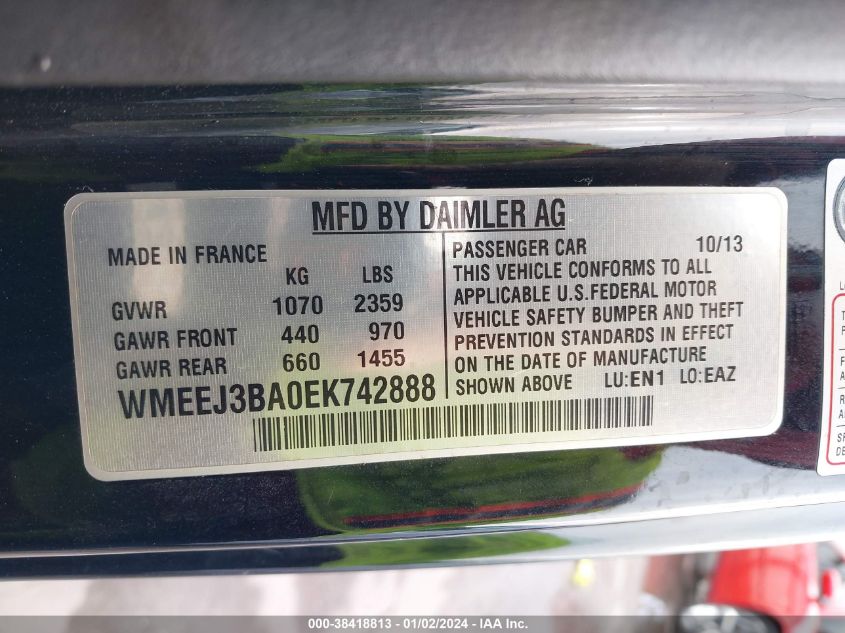 MFD BY DAIMLER AG
MADE IN FRANCE
KG LBS
GVWR 1070 2359
GAWR FRONT 440 970
GAWR REAR 660 1455
WMEEJ3BA0EK742888
PASSENGER CAR 10/13
THIS VEHICLE CONFORMS TO ALL
APPLICABLE U.S.FEDERAL MOTOR
VEHICLE SAFETY BUMPER AND THEFT
PREVENTION STANDARDS IN EFFECT
ON THE DATE OF MANUFACTURE
SHOWN ABOVE LU:EN1 LO:EAZ
000-38418813 - 01/02/2024 - IAA Inc.